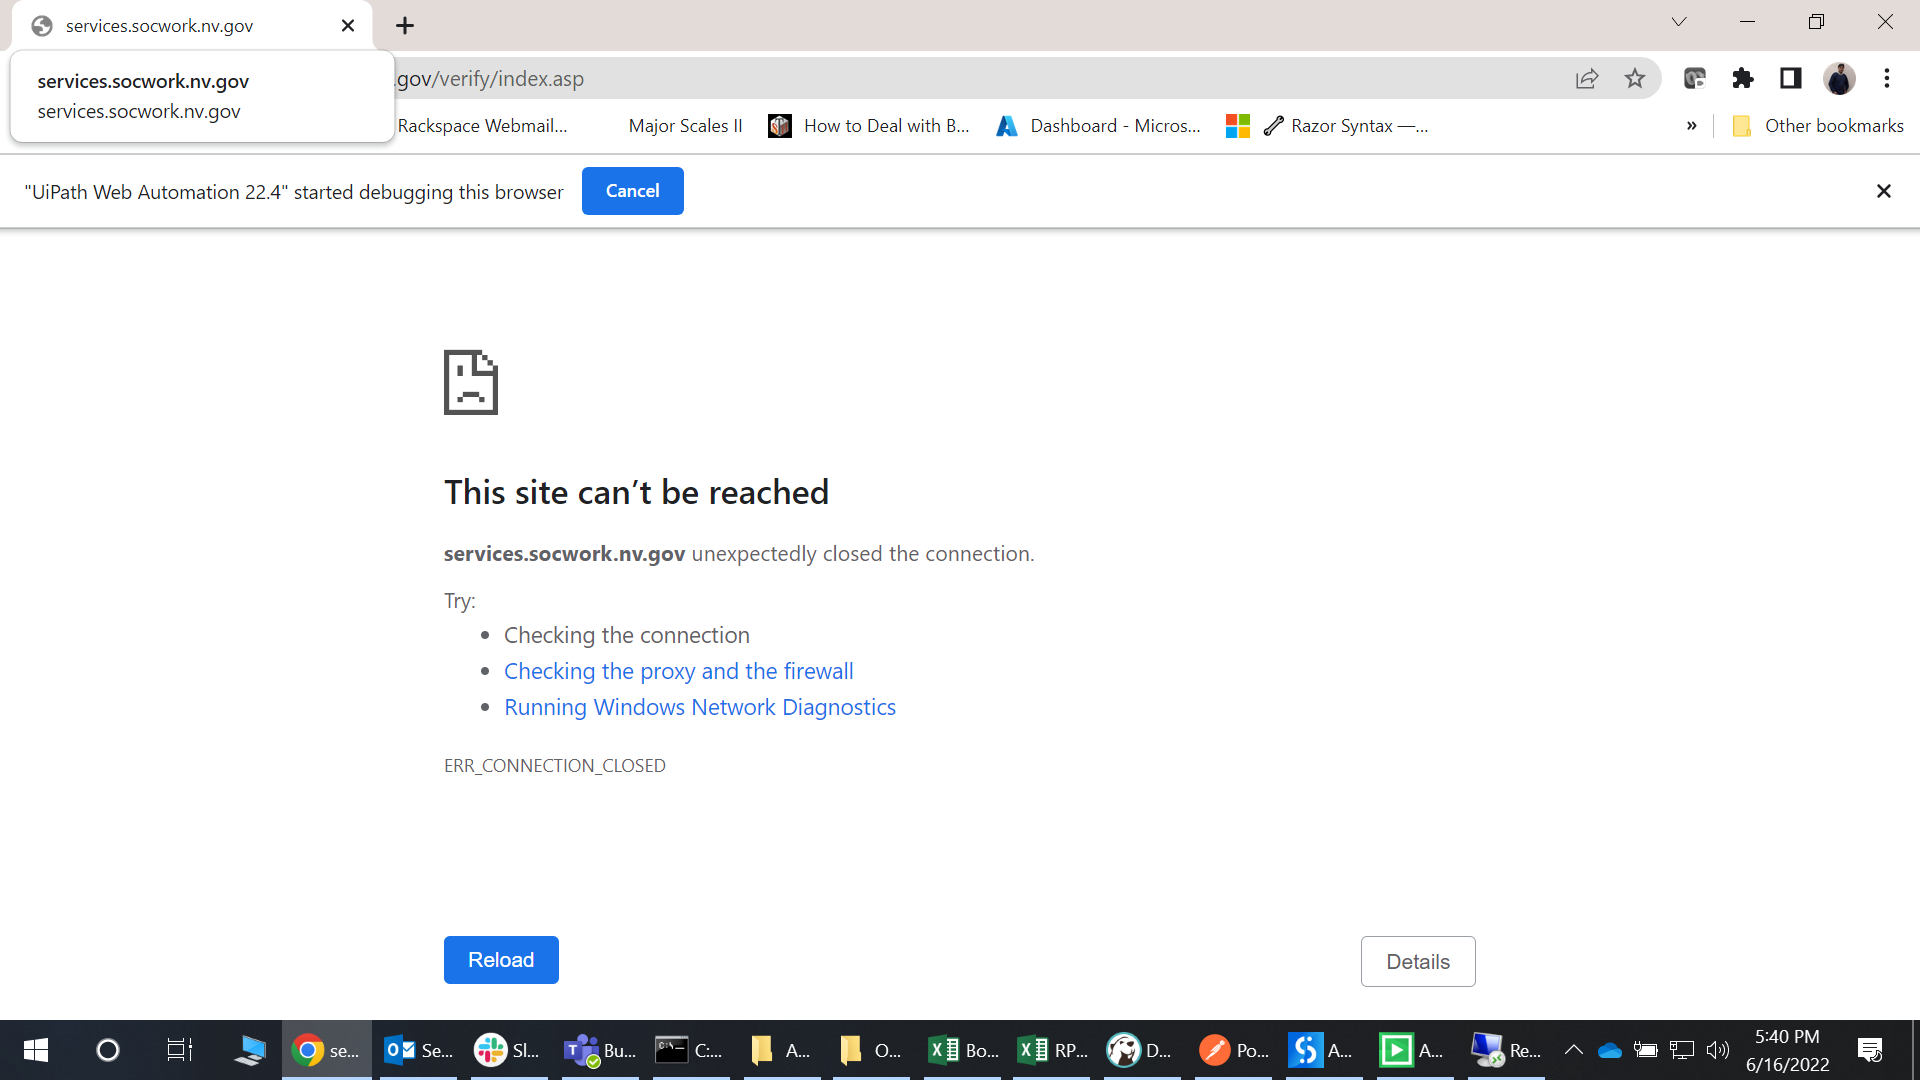 services.socwork.nv.gov
services.socwork.nv.gov
services.socwork.nv.gov
.gov/verify/index.asp
Rackspace Webmail...
Major Scales II
How to Deal with B...
Dashboard - Micros...
Razor Syntax —...
»
Other bookmarks
"UiPath Web Automation 22.4" started debugging this browser
Cancel
This site can’t be reached
services.socwork.nv.gov unexpectedly closed the connection.
Try:
• Checking the connection
• Checking the proxy and the firewall
• Running Windows Network Diagnostics
ERR_CONNECTION_CLOSED
Reload
Details
se...
Se...
Sl...
Bu...
C:...
A...
O...
Bo...
RP...
D...
Po...
A...
A...
Re...
5:40 PM
6/16/2022